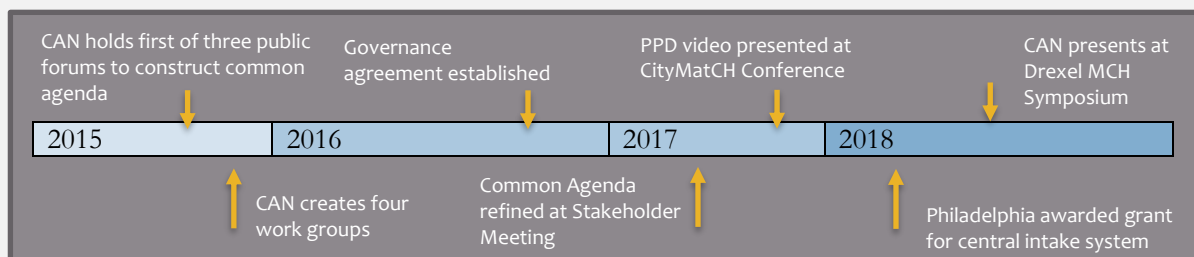 CAN holds first of three public
forums to construct common
agenda
Governance
agreement established
PPD video presented at
CityMatCH Conference
CAN presents at
Drexel MCH
Symposium
2015
2016
2017
2018
CAN creates four
work groups
Common Agenda
refined at Stakeholder
Meeting
Philadelphia awarded grant
for central intake system